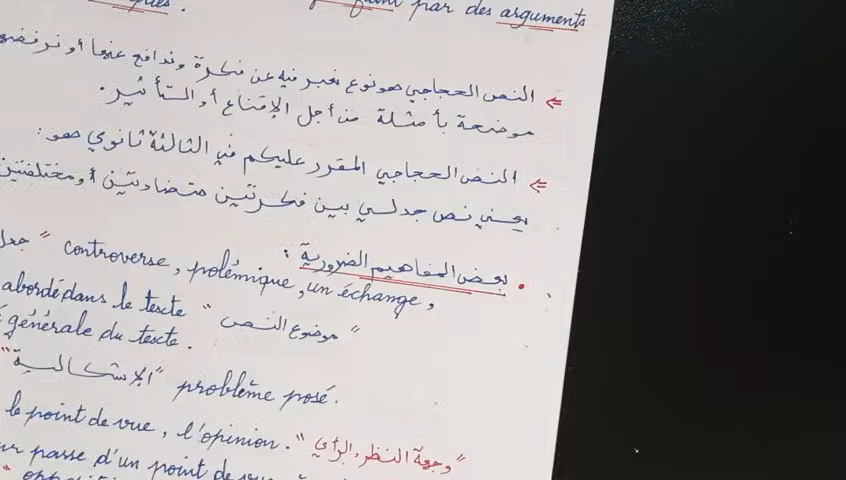 par des arguments
⇐ النص الحجاجي هو نوع نعبر فيه عن فكرة وندافع عنها أو نرفضها
موضحة بأمثلة من أجل الإقناع أو التأثير.
⇐ النص الحجاجي المقرر عليكم في الثالثة ثانوي هو:
يعني نص جدلي بين فكرتين متضادتين أو مختلفتين
• بعض المفاهيم الضرورية :
" controverse, polémique, un échange,
abordé dans le texte " موضوع النص "
générale du texte.
"الإشكالية" problème posé.
le point de vue, l'opinion. "وجهة النظر، الرأي"
passe d'un point de vue